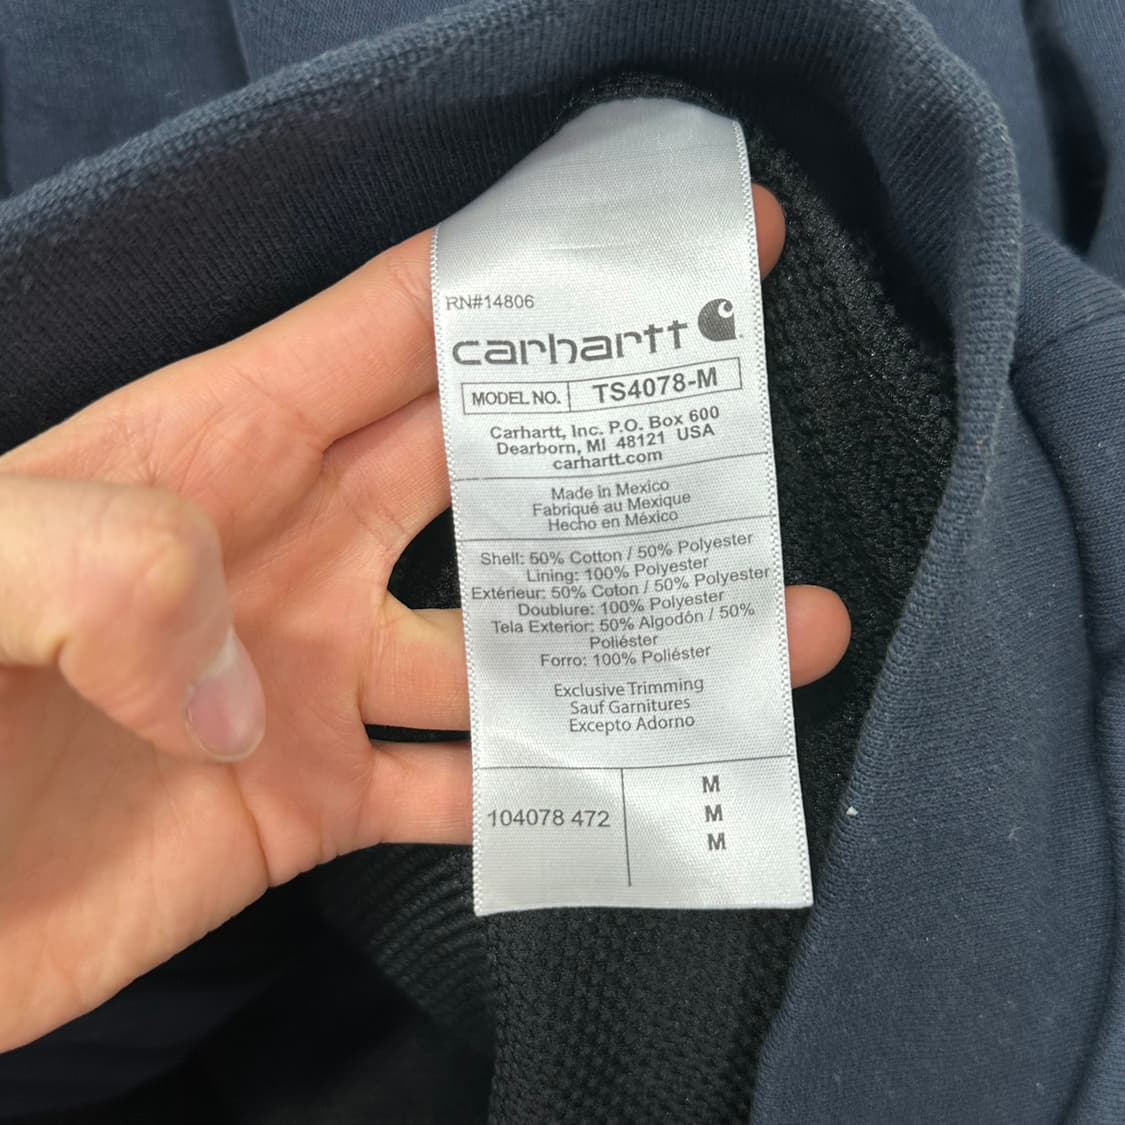 RN#14806
carhartt
MODEL NO. TS4078-M
Carhartt, Inc. P.O. Box 600
Dearborn, MI 48121 USA
carhartt.com
Made in Mexico
Fabriqué au Mexique
Hecho en México
Shell: 50% Cotton / 50% Polyester
Lining: 100% Polyester
Extérieur: 50% Coton / 50% Polyester
Doublure: 100% Polyester
Tela Exterior: 50% Algodón / 50%
Poliéster
Forro: 100% Poliéster
Exclusive Trimming
Sauf Garnitures
Excepto Adorno
104078 472
M
M
M